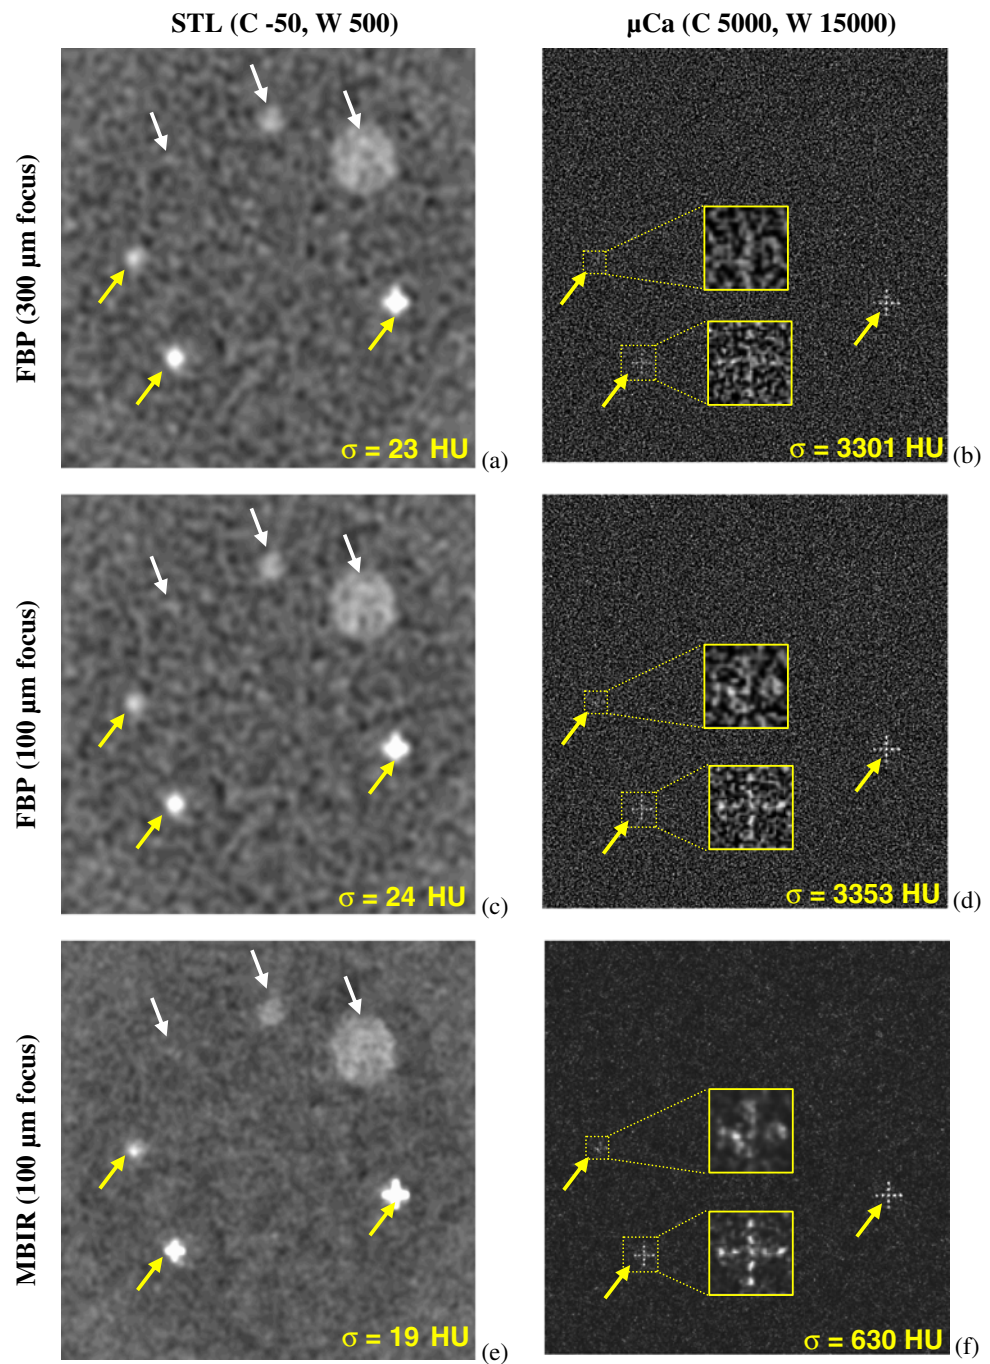 STL (C -50, W 500)
µCa (C 5000, W 15000)
FBP (300 µm focus)
σ = 23 HU
(a)
σ = 3301 HU
(b)
FBP (100 µm focus)
σ = 24 HU
(c)
σ = 3353 HU
(d)
MBIR (100 µm focus)
σ = 19 HU
(e)
σ = 630 HU
(f)